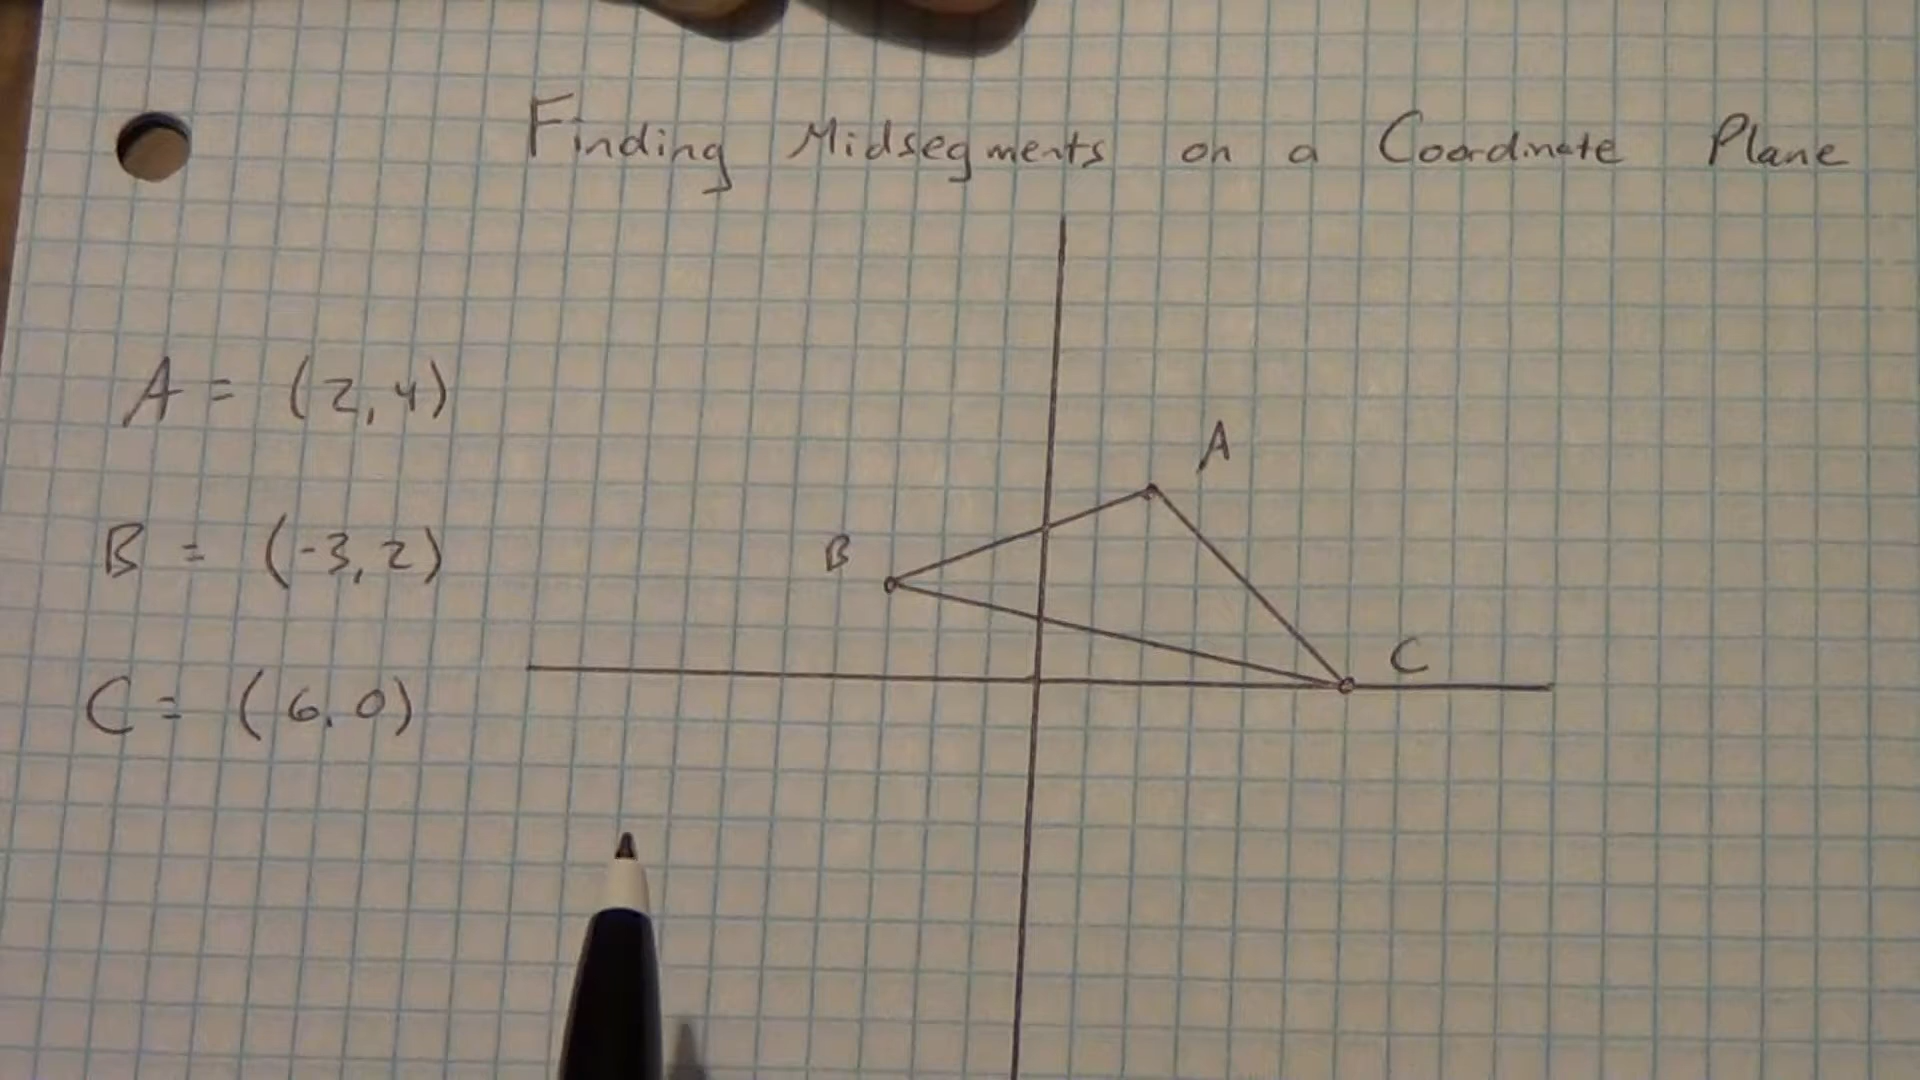 Finding Midsegments on a Coordinate Plane
A = (2,4)
A
B = (-3,2)
B
C = (6,0)
C